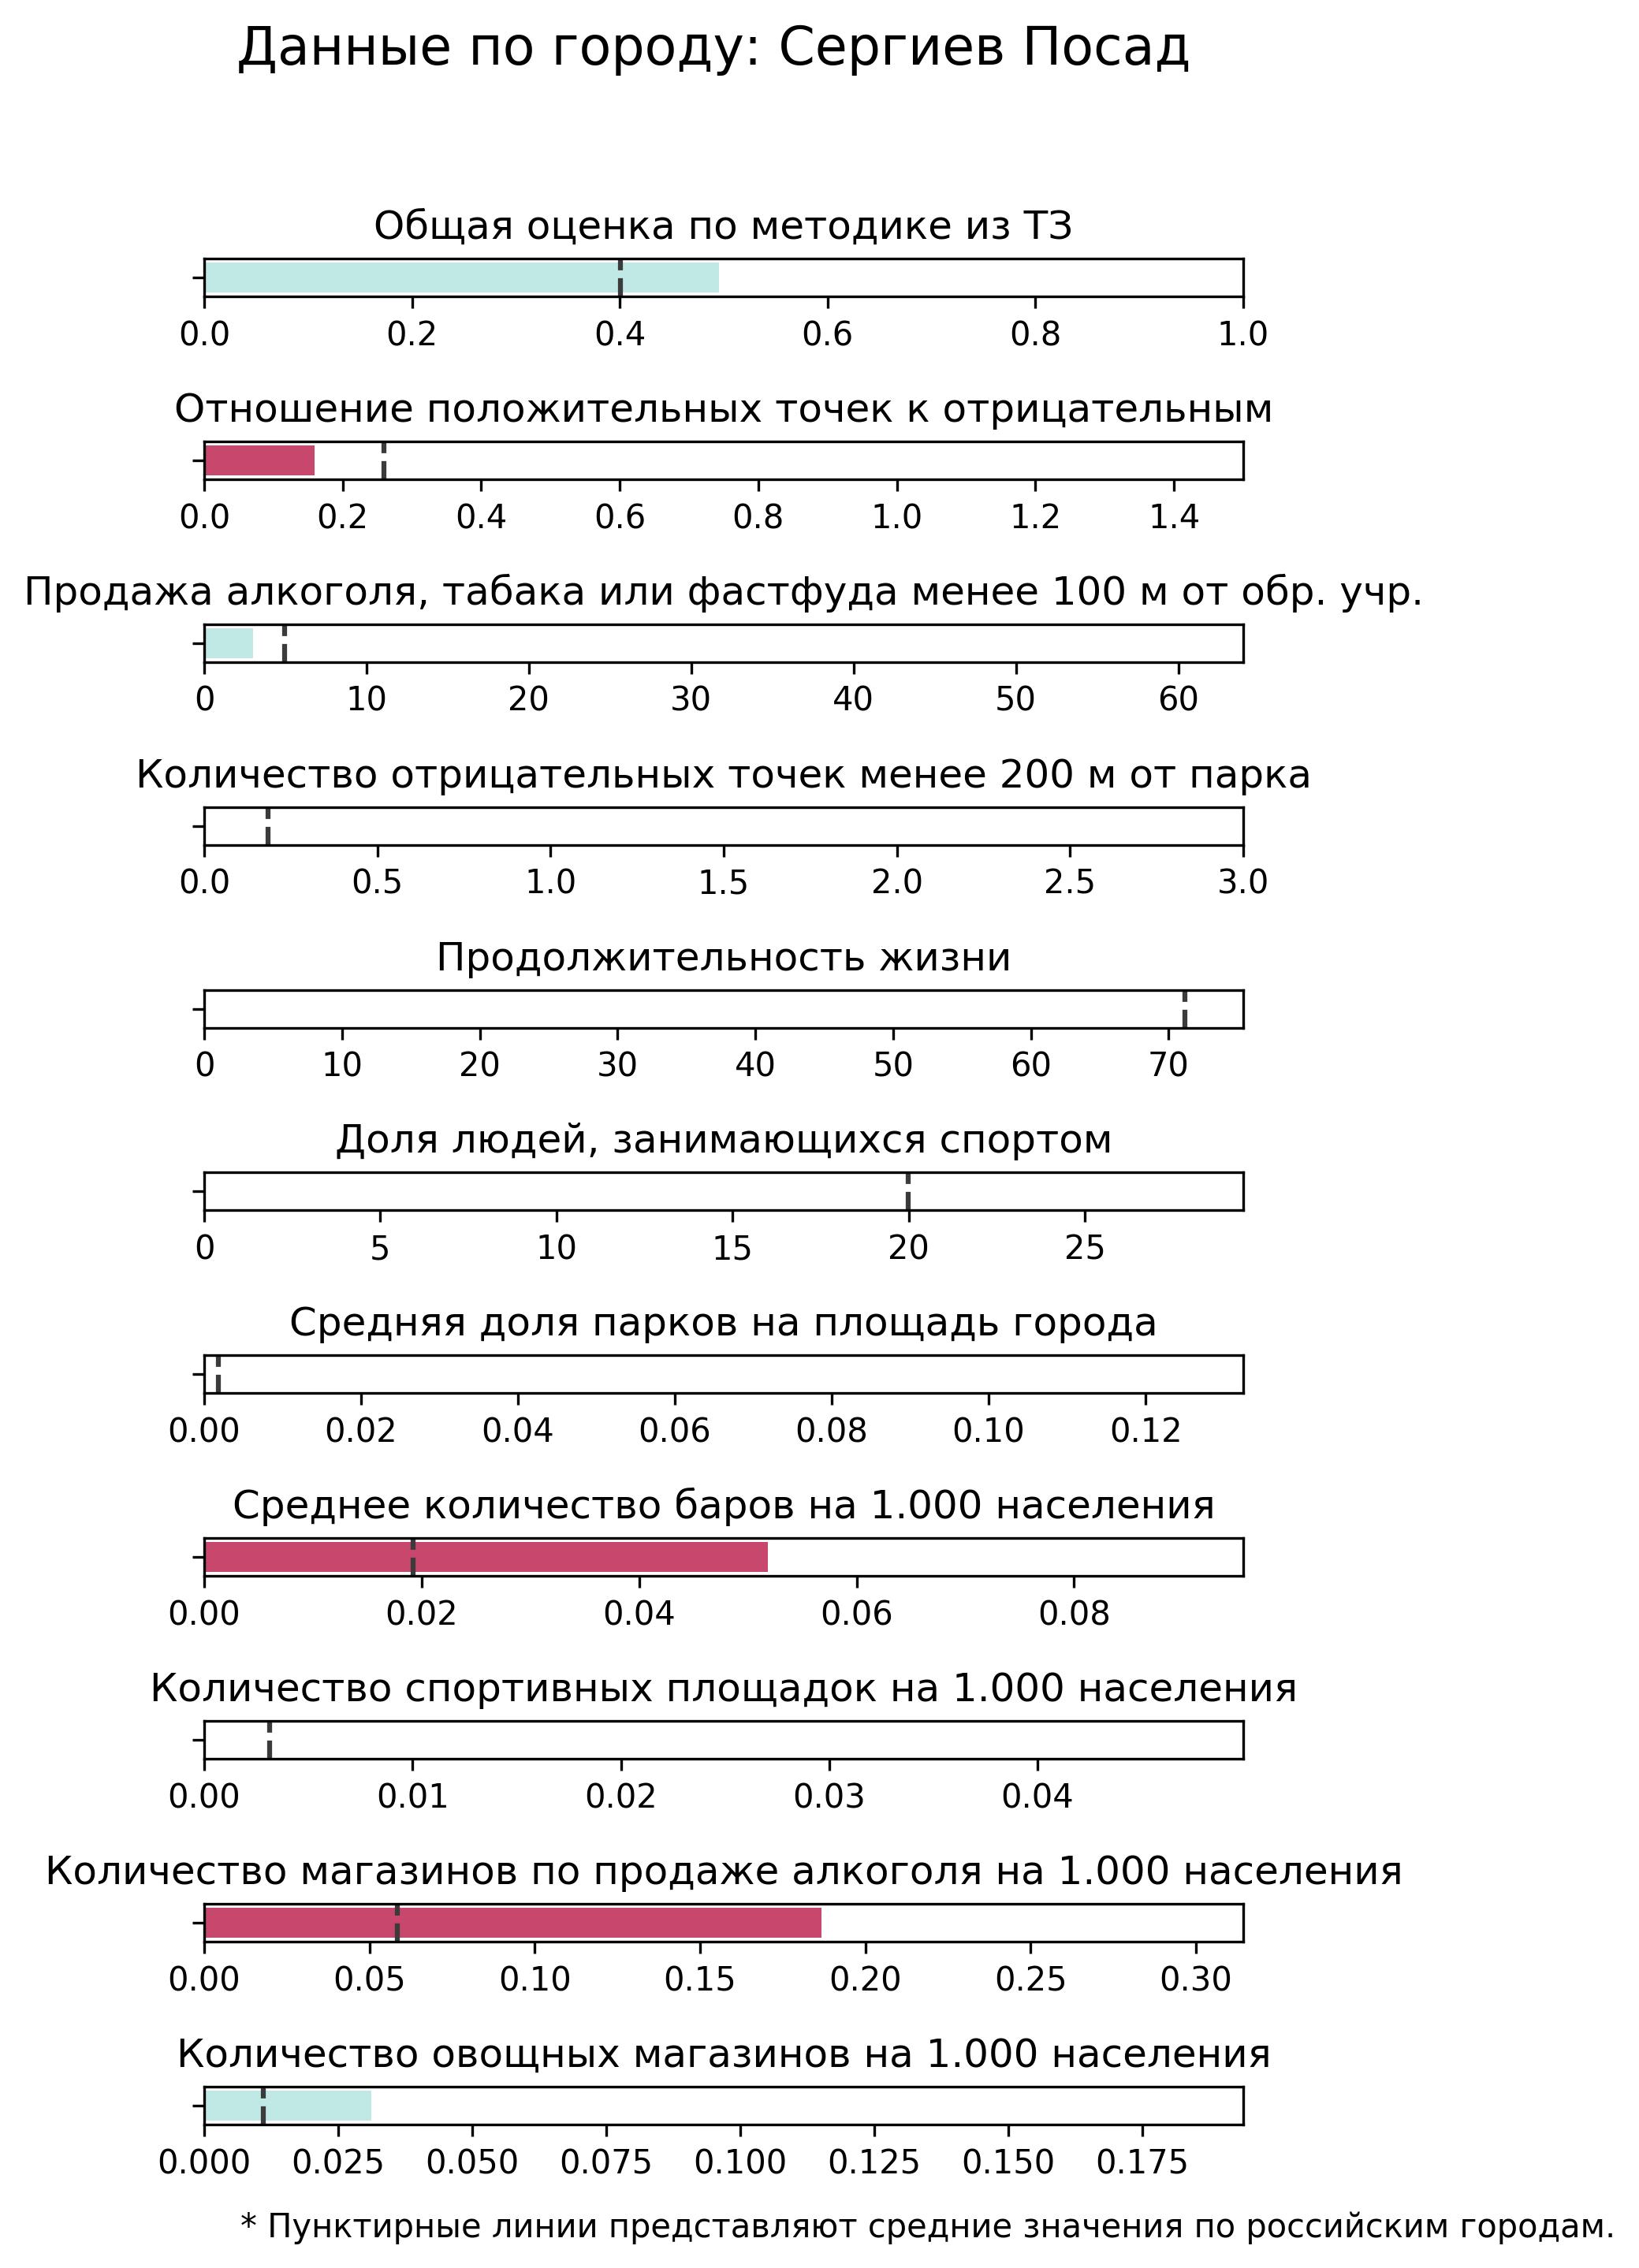 Данные по городу: Сергиев Посад
Общая оценка по методике из ТЗ
0.0 0.2 0.4 0.6 0.8 1.0
Отношение положительных точек к отрицательным
0.0 0.2 0.4 0.6 0.8 1.0 1.2 1.4
Продажа алкоголя, табака или фастфуда менее 100 м от обр. учр.
0 10 20 30 40 50 60
Количество отрицательных точек менее 200 м от парка
0.0 0.5 1.0 1.5 2.0 2.5 3.0
Продолжительность жизни
0 10 20 30 40 50 60 70
Доля людей, занимающихся спортом
0 5 10 15 20 25
Средняя доля парков на площадь города
0.00 0.02 0.04 0.06 0.08 0.10 0.12
Среднее количество баров на 1.000 населения
0.00 0.02 0.04 0.06 0.08
Количество спортивных площадок на 1.000 населения
0.00 0.01 0.02 0.03 0.04
Количество магазинов по продаже алкоголя на 1.000 населения
0.00 0.05 0.10 0.15 0.20 0.25 0.30
Количество овощных магазинов на 1.000 населения
0.000 0.025 0.050 0.075 0.100 0.125 0.150 0.175
* Пунктирные линии представляют средние значения по российским городам.